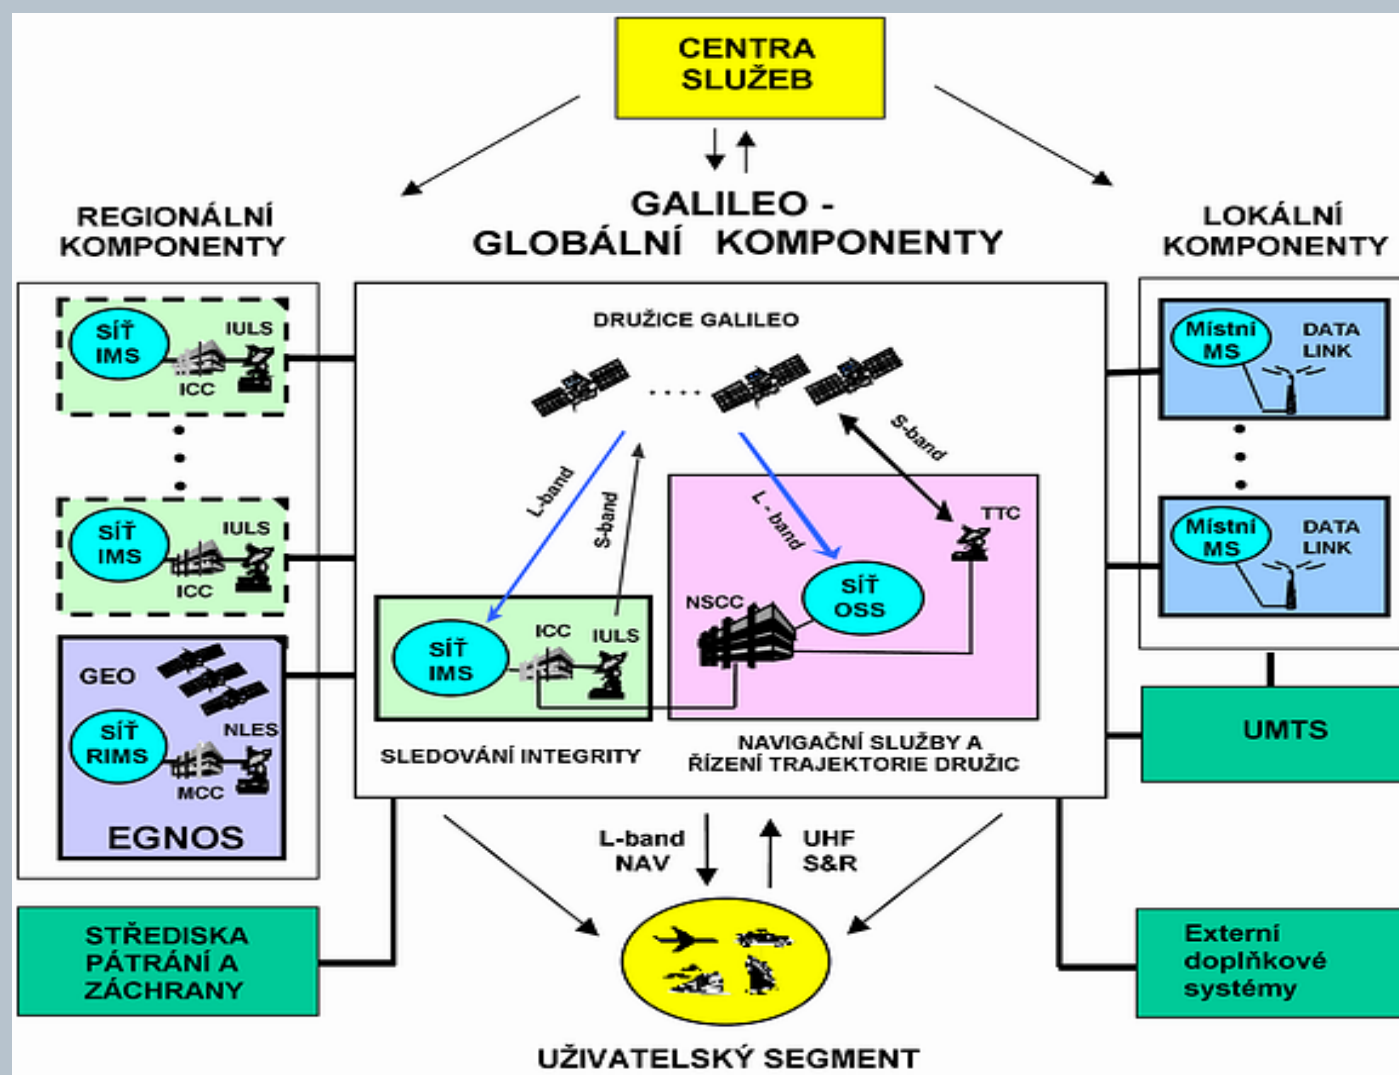 CENTRA
SLUŽEB
GALILEO -
GLOBÁLNÍ KOMPONENTY
REGIONÁLNÍ
KOMPONENTY
SÍŤ
IMS
IULS
ICC
SÍŤ
IMS
IULS
ICC
GEO
SÍŤ
RIMS
NLES
MCC
EGNOS
DRUŽICE GALILEO
L-band
S-band
L - band
S-band
TTC
SÍŤ
OSS
NSCC
SÍŤ
IMS
ICC
IULS
SLEDOVÁNÍ INTEGRITY
NAVIGAČNÍ SLUŽBY A
ŘÍZENÍ TRAJEKTORIE DRUŽIC
LOKÁLNÍ
KOMPONENTY
Místní
MS
DATA
LINK
Místní
MS
DATA
LINK
UMTS
STŘEDISKA
PÁTRÁNÍ A
ZÁCHRANY
L-band
NAV
UHF
S&R
Externí
doplňkové
systémy
UŽIVATELSKÝ SEGMENT